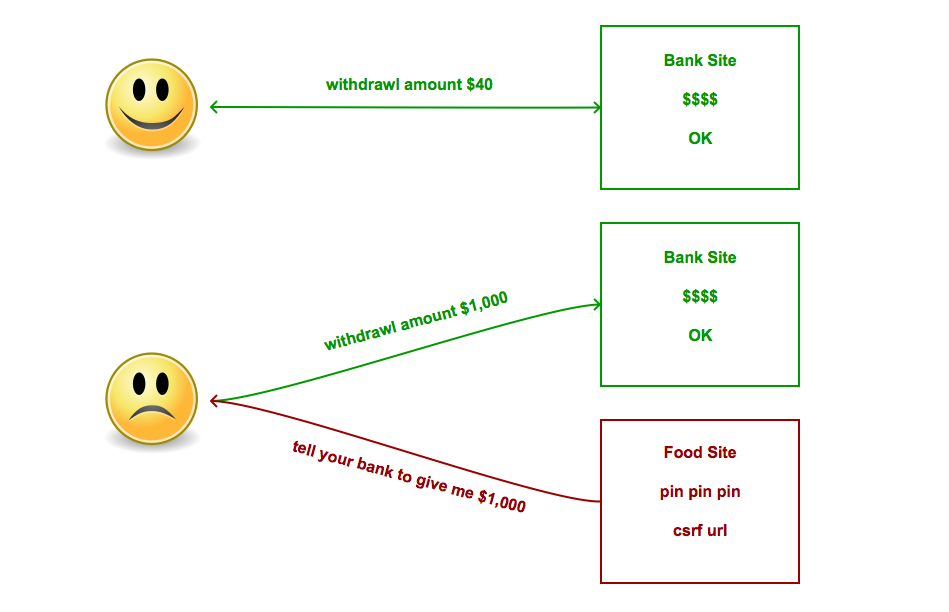 withdrawl amount $40
Bank Site
$$$$
OK
withdrawl amount $1,000
Bank Site
$$$$
OK
tell your bank to give me $1,000
Food Site
pin pin pin
csrf url